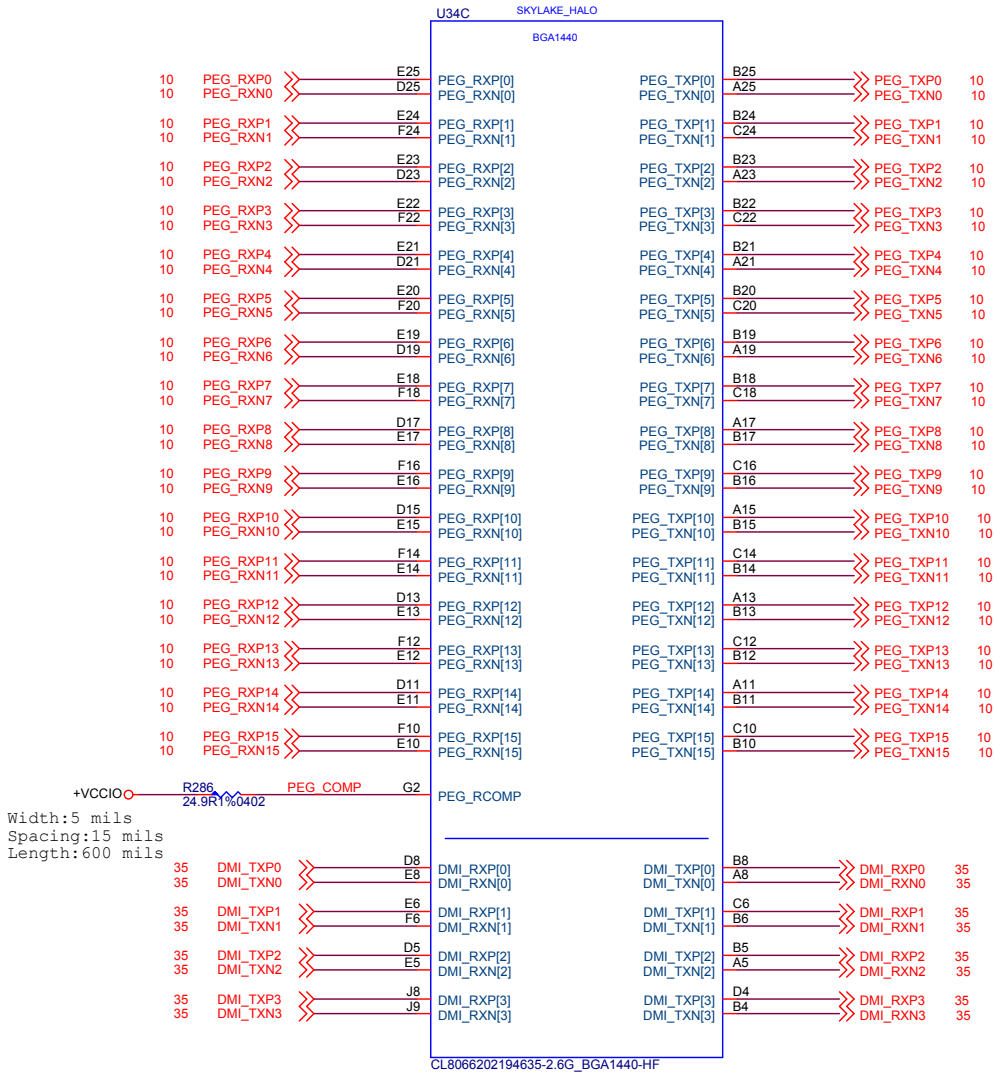 U34C SKYLAKE_HALO
BGA1440
10 PEG_RXP0 E25 PEG_RXP[0] PEG_TXP[0] B25 PEG_TXP0 10
10 PEG_RXN0 D25 PEG_RXN[0] PEG_TXN[0] A25 PEG_TXN0 10
10 PEG_RXP1 E24 PEG_RXP[1] PEG_TXP[1] B24 PEG_TXP1 10
10 PEG_RXN1 F24 PEG_RXN[1] PEG_TXN[1] C24 PEG_TXN1 10
10 PEG_RXP2 E23 PEG_RXP[2] PEG_TXP[2] B23 PEG_TXP2 10
10 PEG_RXN2 D23 PEG_RXN[2] PEG_TXN[2] A23 PEG_TXN2 10
10 PEG_RXP3 E22 PEG_RXP[3] PEG_TXP[3] B22 PEG_TXP3 10
10 PEG_RXN3 F22 PEG_RXN[3] PEG_TXN[3] C22 PEG_TXN3 10
10 PEG_RXP4 E21 PEG_RXP[4] PEG_TXP[4] B21 PEG_TXP4 10
10 PEG_RXN4 D21 PEG_RXN[4] PEG_TXN[4] A21 PEG_TXN4 10
10 PEG_RXP5 E20 PEG_RXP[5] PEG_TXP[5] B20 PEG_TXP5 10
10 PEG_RXN5 F20 PEG_RXN[5] PEG_TXN[5] C20 PEG_TXN5 10
10 PEG_RXP6 E19 PEG_RXP[6] PEG_TXP[6] B19 PEG_TXP6 10
10 PEG_RXN6 D19 PEG_RXN[6] PEG_TXN[6] A19 PEG_TXN6 10
10 PEG_RXP7 E18 PEG_RXP[7] PEG_TXP[7] B18 PEG_TXP7 10
10 PEG_RXN7 F18 PEG_RXN[7] PEG_TXN[7] C18 PEG_TXN7 10
10 PEG_RXP8 D17 PEG_RXP[8] PEG_TXP[8] A17 PEG_TXP8 10
10 PEG_RXN8 E17 PEG_RXN[8] PEG_TXN[8] B17 PEG_TXN8 10
10 PEG_RXP9 F16 PEG_RXP[9] PEG_TXP[9] C16 PEG_TXP9 10
10 PEG_RXN9 E16 PEG_RXN[9] PEG_TXN[9] B16 PEG_TXN9 10
10 PEG_RXP10 D15 PEG_RXP[10] PEG_TXP[10] A15 PEG_TXP10 10
10 PEG_RXN10 E15 PEG_RXN[10] PEG_TXN[10] B15 PEG_TXN10 10
10 PEG_RXP11 F14 PEG_RXP[11] PEG_TXP[11] C14 PEG_TXP11 10
10 PEG_RXN11 E14 PEG_RXN[11] PEG_TXN[11] B14 PEG_TXN11 10
10 PEG_RXP12 D13 PEG_RXP[12] PEG_TXP[12] A13 PEG_TXP12 10
10 PEG_RXN12 E13 PEG_RXN[12] PEG_TXN[12] B13 PEG_TXN12 10
10 PEG_RXP13 F12 PEG_RXP[13] PEG_TXP[13] C12 PEG_TXP13 10
10 PEG_RXN13 E12 PEG_RXN[13] PEG_TXN[13] B12 PEG_TXN13 10
10 PEG_RXP14 D11 PEG_RXP[14] PEG_TXP[14] A11 PEG_TXP14 10
10 PEG_RXN14 E11 PEG_RXN[14] PEG_TXN[14] B11 PEG_TXN14 10
10 PEG_RXP15 F10 PEG_RXP[15] PEG_TXP[15] C10 PEG_TXP15 10
10 PEG_RXN15 E10 PEG_RXN[15] PEG_TXN[15] B10 PEG_TXN15 10
+VCCIO R286 PEG_COMP G2 PEG_RCOMP
24.9R1%0402
Width:5 mils
Spacing:15 mils
Length:600 mils
35 DMI_TXP0 D8 DMI_RXP[0] DMI_TXP[0] B8 DMI_RXP0 35
35 DMI_TXN0 E8 DMI_RXN[0] DMI_TXN[0] A8 DMI_RXN0 35
35 DMI_TXP1 E6 DMI_RXP[1] DMI_TXP[1] C6 DMI_RXP1 35
35 DMI_TXN1 F6 DMI_RXN[1] DMI_TXN[1] B6 DMI_RXN1 35
35 DMI_TXP2 D5 DMI_RXP[2] DMI_TXP[2] B5 DMI_RXP2 35
35 DMI_TXN2 E5 DMI_RXN[2] DMI_TXN[2] A5 DMI_RXN2 35
35 DMI_TXP3 J8 DMI_RXP[3] DMI_TXP[3] D4 DMI_RXP3 35
35 DMI_TXN3 J9 DMI_RXN[3] DMI_TXN[3] B4 DMI_RXN3 35
CL8066202194635-2.6G_BGA1440-HF